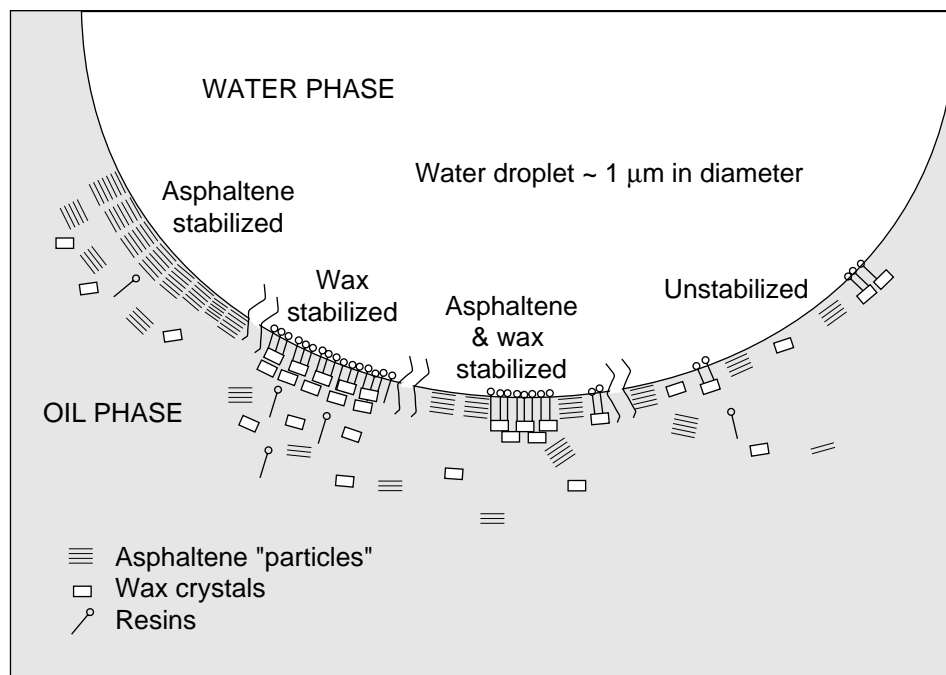 WATER PHASE
Water droplet ~ 1 μm in diameter
Asphaltene
stabilized
Wax
stabilized
Asphaltene
& wax
stabilized
Unstabilized
OIL PHASE
Asphaltene "particles"
Wax crystals
Resins